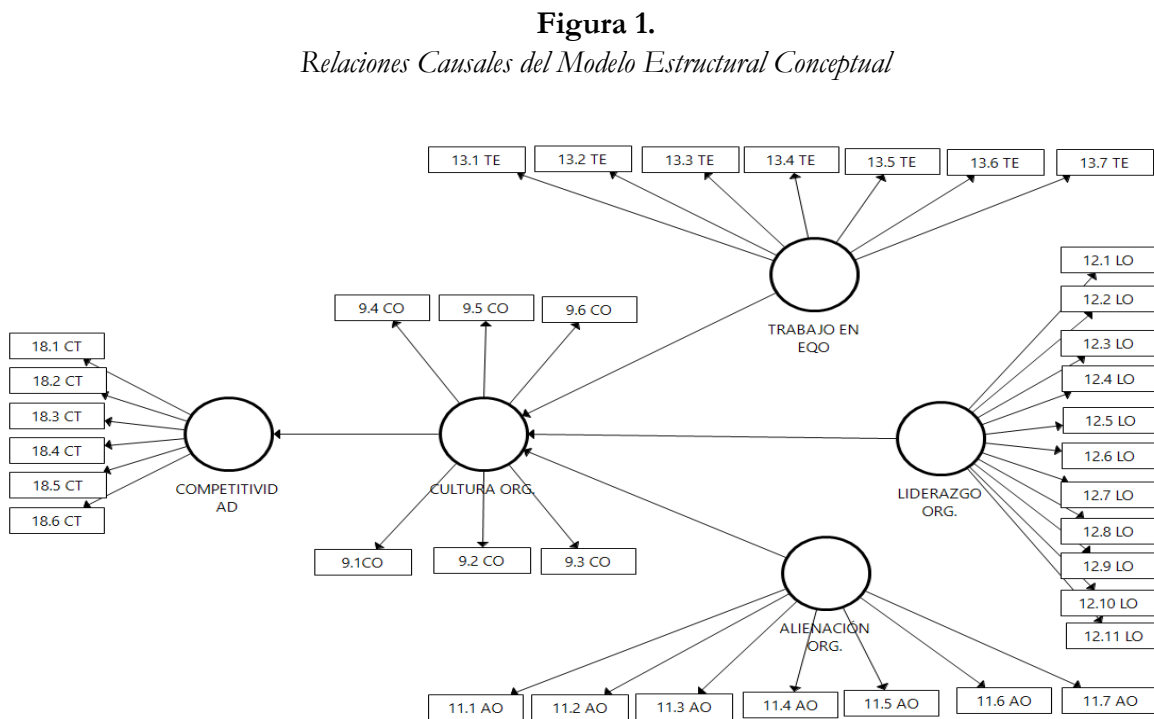 Figura 1.
Relaciones Causales del Modelo Estructural Conceptual
13.1 TE
13.2 TE
13.3 TE
13.4 TE
13.5 TE
13.6 TE
13.7 TE
TRABAJO EN
EQO
12.1 LO
12.2 LO
12.3 LO
12.4 LO
12.5 LO
12.6 LO
12.7 LO
12.8 LO
12.9 LO
12.10 LO
12.11 LO
LIDERAZGO
ORG.
9.4 CO
9.5 CO
9.6 CO
CULTURA ORG.
9.1CO
9.2 CO
9.3 CO
18.1 CT
18.2 CT
18.3 CT
18.4 CT
18.5 CT
18.6 CT
COMPETITIVID
AD
ALIENACIÓN
ORG.
11.1 AO
11.2 AO
11.3 AO
11.4 AO
11.5 AO
11.6 AO
11.7 AO